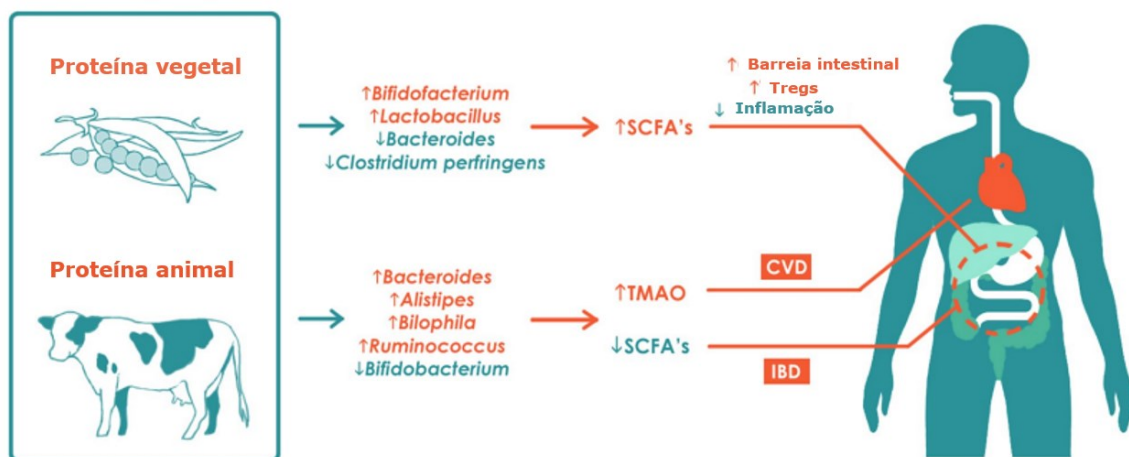 Proteína vegetal
↑Bifidofacterium
↑Lactobacillus
↓Bacteroides
↓Clostridium perfringens
↑SCFA's
↑ Barreia intestinal
↑ Tregs
↓ Inflamação
Proteína animal
↑Bacteroides
↑Alistipes
↑Bilophila
↑Ruminococcus
↓Bifidobacterium
↑TMAO
CVD
↓SCFA's
IBD